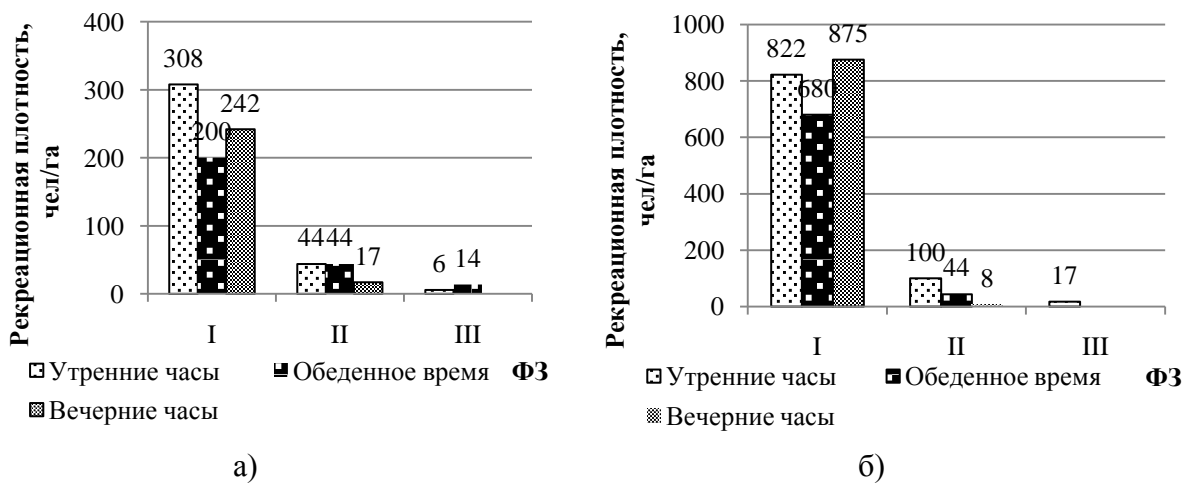 Рекреационная плотность,
чел/га
400
300
200
100
0
308
200
242
44
44
17
6
14
I
II
III
Утренние часы
Обеденное время
ФЗ
Вечерние часы
а)
Рекреационная плотность,
чел/га
1000
800
600
400
200
0
822
680
875
100
44
8
17
I
II
III
Утренние часы
Обеденное время
ФЗ
Вечерние часы
б)